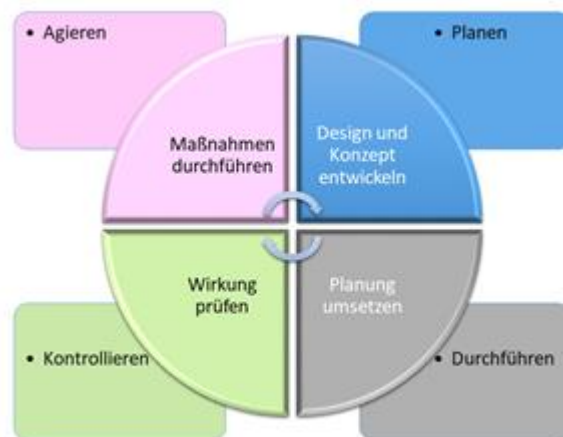 • Agieren
• Planen
Maßnahmen
durchführen
Design und
Konzept
entwickeln
Wirkung
prüfen
Planung
umsetzen
• Kontrollieren
• Durchführen